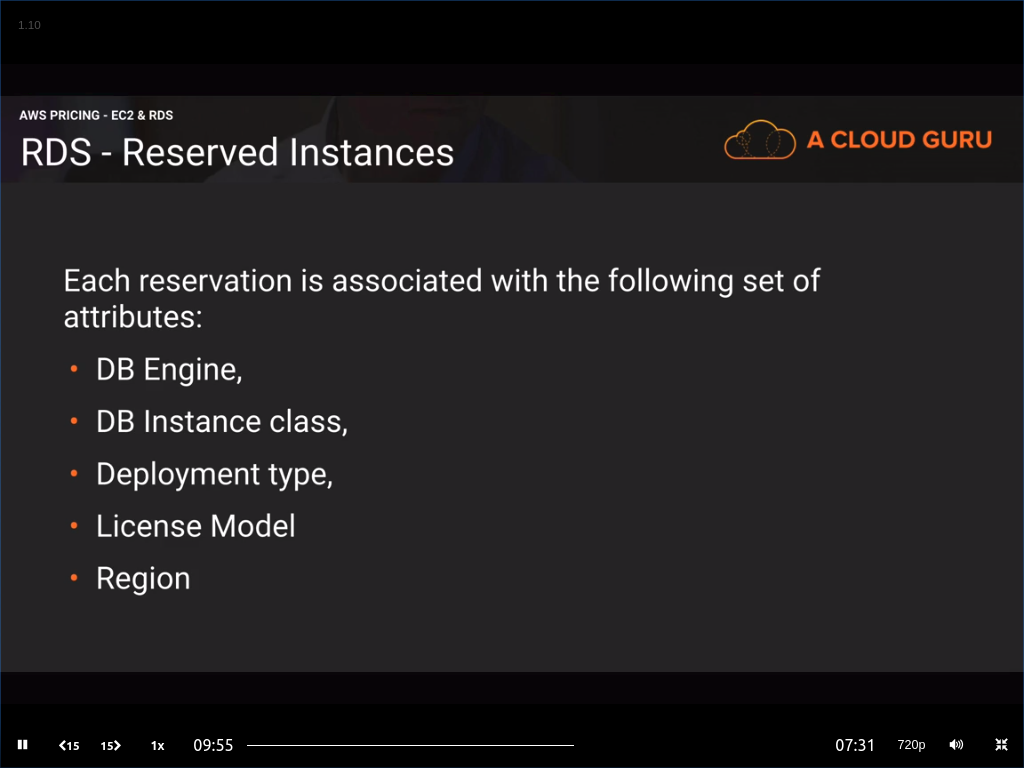 1.10
AWS PRICING - EC2 & RDS
RDS - Reserved Instances
A CLOUD GURU
Each reservation is associated with the following set of
attributes:
• DB Engine,
• DB Instance class,
• Deployment type,
• License Model
• Region
15 15 1x 09:55 07:31 720p